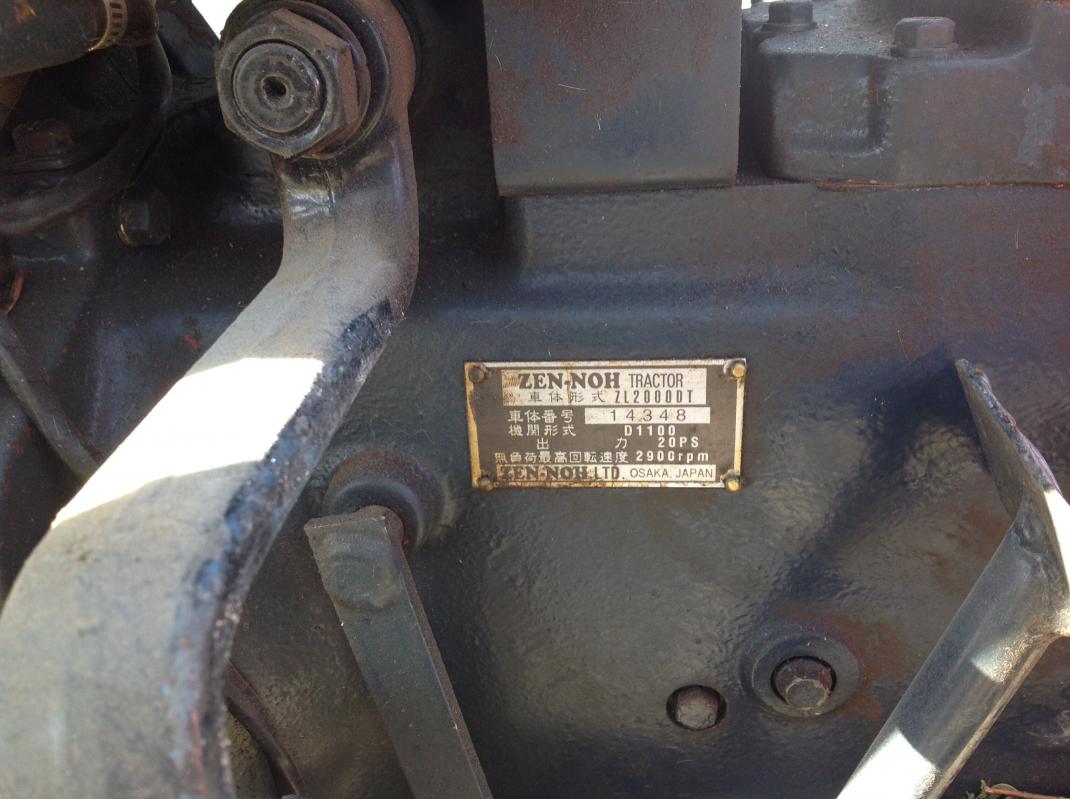 ZEN-NOH TRACTOR
車体形式 ZL2000DT
車体番号 14348
機関形式 D1100
出力 20PS
無負荷最高回転速度 2900rpm
ZEN-NOH LTD. OSAKA, JAPAN